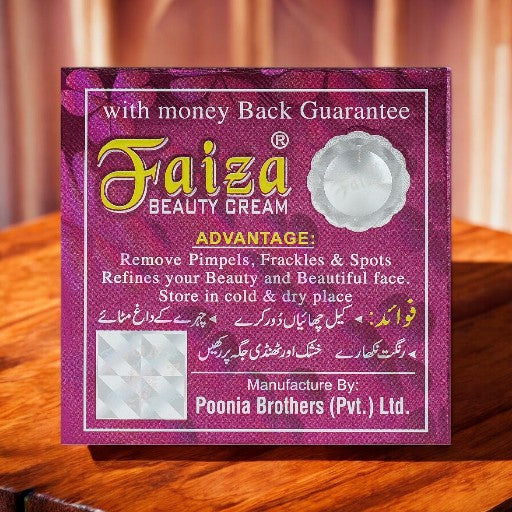 with money Back Guarantee
Faiza®
BEAUTY CREAM
Faiza
ADVANTAGE:
Remove Pimpels, Frackles & Spots
Refines your Beauty and Beautiful face.
Store in cold & dry place
فوائد: ◂ کیل چھائیاں دُور کرے ◂ چہرے کے داغ مٹائے
◂ رنگت نکھارے خشک اور ٹھنڈی جگہ پر رکھیں
Manufacture By:
Poonia Brothers (Pvt.) Ltd.